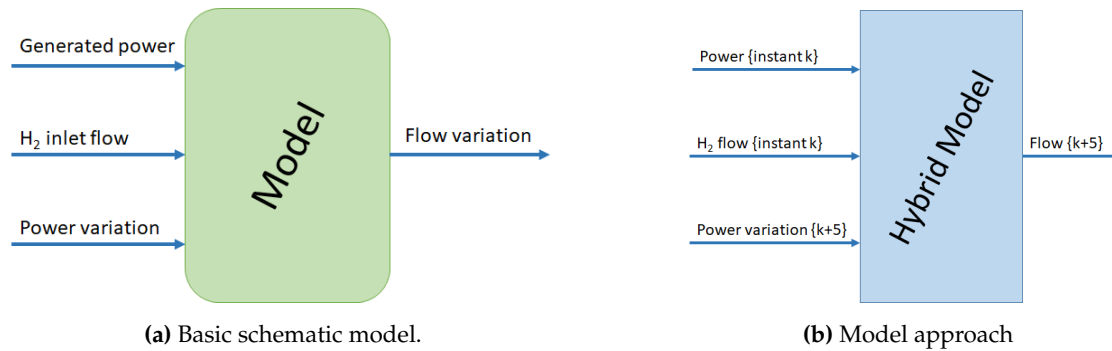 Generated power
H₂ inlet flow
Power variation
Model
Flow variation
(a) Basic schematic model.
Power {instant k}
H₂ flow {instant k}
Power variation {k+5}
Hybrid Model
Flow {k+5}
(b) Model approach